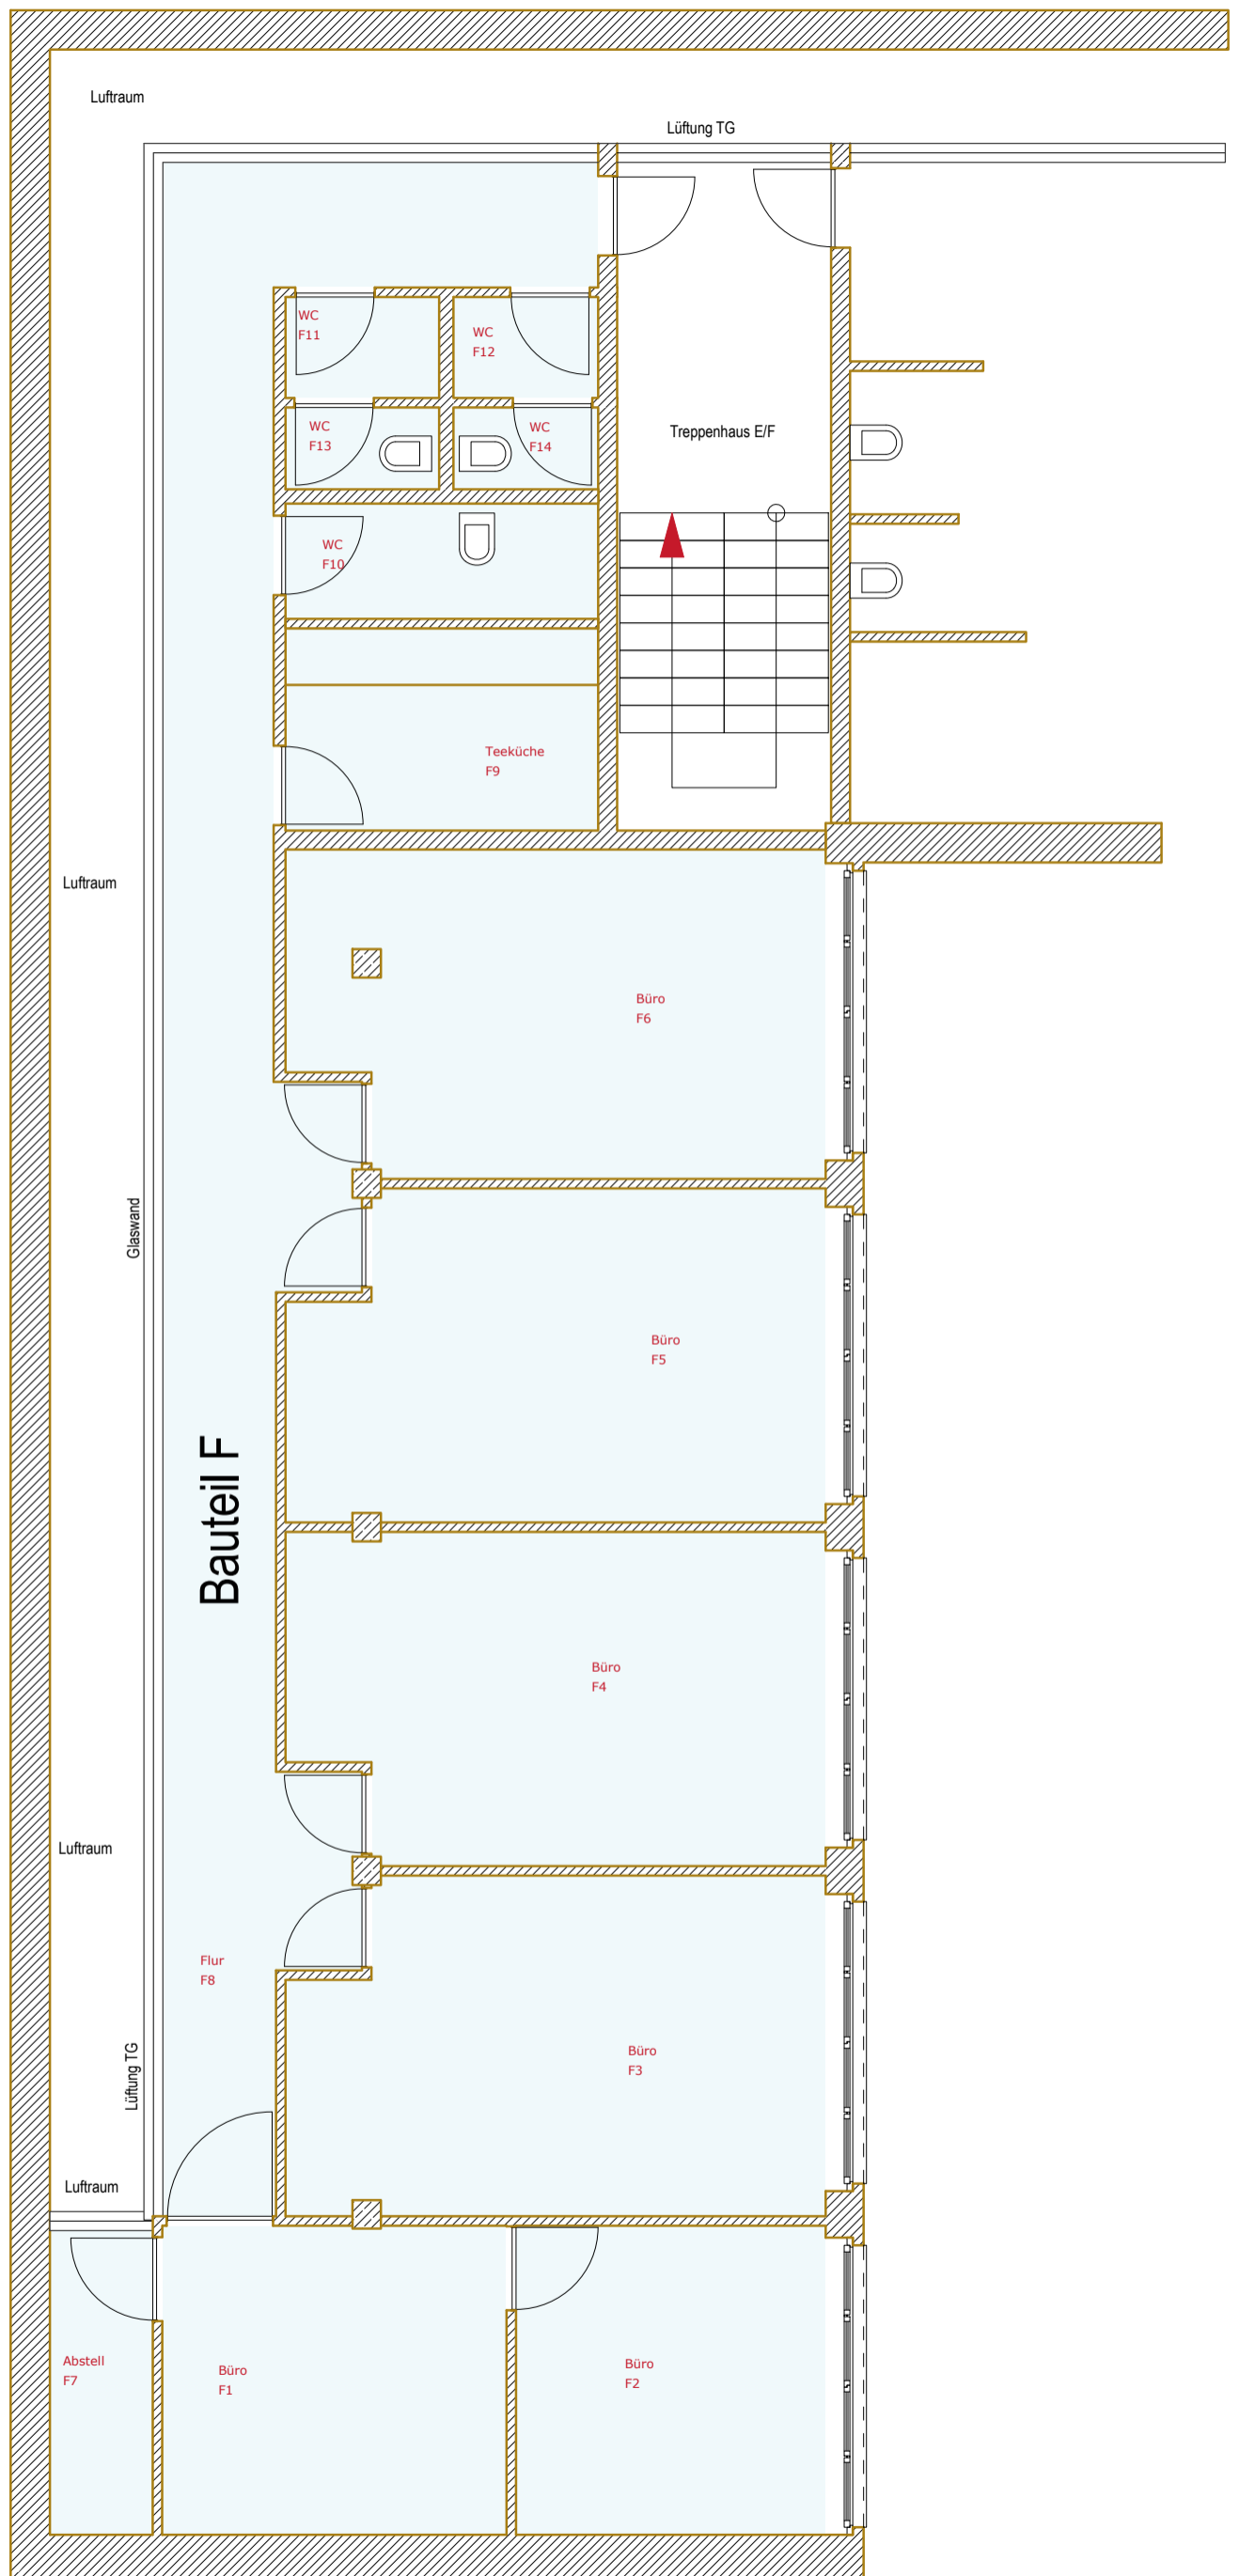 Luftraum
Lüftung TG
WC
F11
WC
F12
WC
F13
WC
F14
Treppenhaus E/F
WC
F10
Teeküche
F9
Luftraum
Büro
F6
Glaswand
Büro
F5
Bauteil F
Büro
F4
Luftraum
Flur
F8
Büro
F3
Lüftung TG
Luftraum
Abstell
F7
Büro
F1
Büro
F2